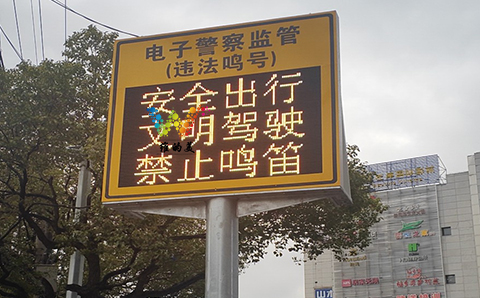 电子警察监管
(违法鸣号)
安全出行
文明驾驶
禁止鸣笛